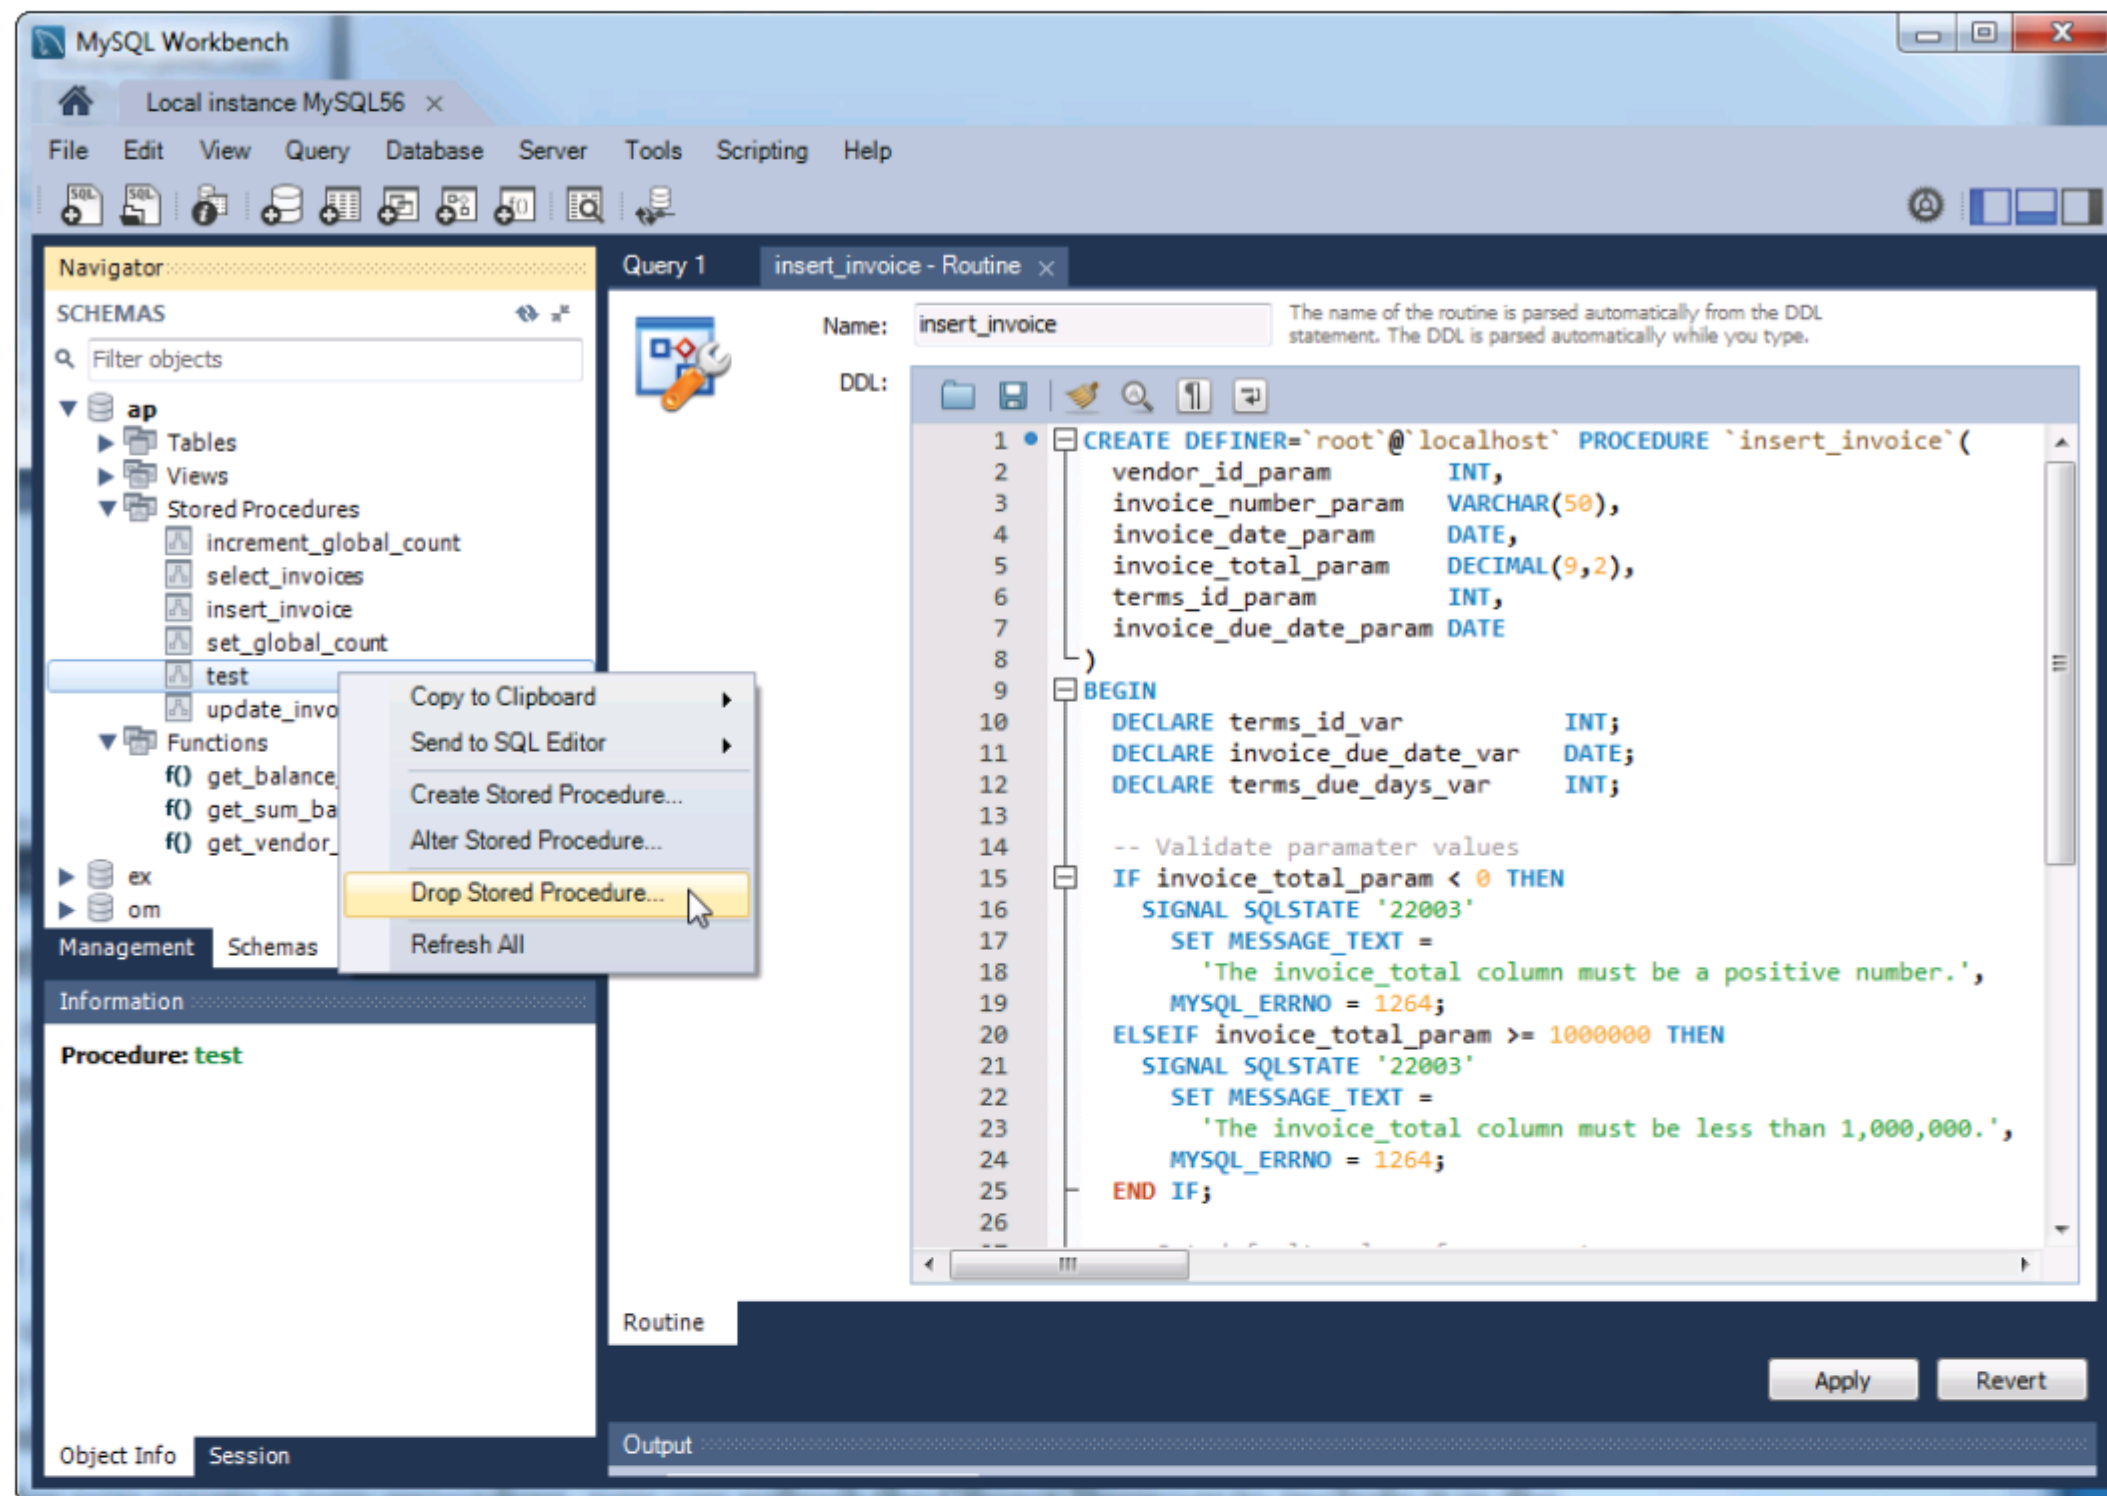 MySQL Workbench
Local instance MySQL56
File Edit View Query Database Server Tools Scripting Help
Navigator
SCHEMAS
Filter objects
ap
Tables
Views
Stored Procedures
increment_global_count
select_invoices
insert_invoice
set_global_count
test
update_invo
Functions
get_balance_
get_sum_ba
get_vendor_
ex
om
Management Schemas
Copy to Clipboard
Send to SQL Editor
Create Stored Procedure...
Alter Stored Procedure...
Drop Stored Procedure...
Refresh All
Information
Procedure: test
Object Info Session
Query 1 insert_invoice - Routine
Name: insert_invoice
The name of the routine is parsed automatically from the DDL
statement. The DDL is parsed automatically while you type.
DDL:
1 CREATE DEFINER=`root`@`localhost` PROCEDURE `insert_invoice`(
2 vendor_id_param INT,
3 invoice_number_param VARCHAR(50),
4 invoice_date_param DATE,
5 invoice_total_param DECIMAL(9,2),
6 terms_id_param INT,
7 invoice_due_date_param DATE
8 )
9 BEGIN
10 DECLARE terms_id_var INT;
11 DECLARE invoice_due_date_var DATE;
12 DECLARE terms_due_days_var INT;
13
14 -- Validate paramater values
15 IF invoice_total_param < 0 THEN
16 SIGNAL SQLSTATE '22003'
17 SET MESSAGE_TEXT =
18 'The invoice_total column must be a positive number.',
19 MYSQL_ERRNO = 1264;
20 ELSEIF invoice_total_param >= 1000000 THEN
21 SIGNAL SQLSTATE '22003'
22 SET MESSAGE_TEXT =
23 'The invoice_total column must be less than 1,000,000.',
24 MYSQL_ERRNO = 1264;
25 END IF;
26
Routine
Apply Revert
Output